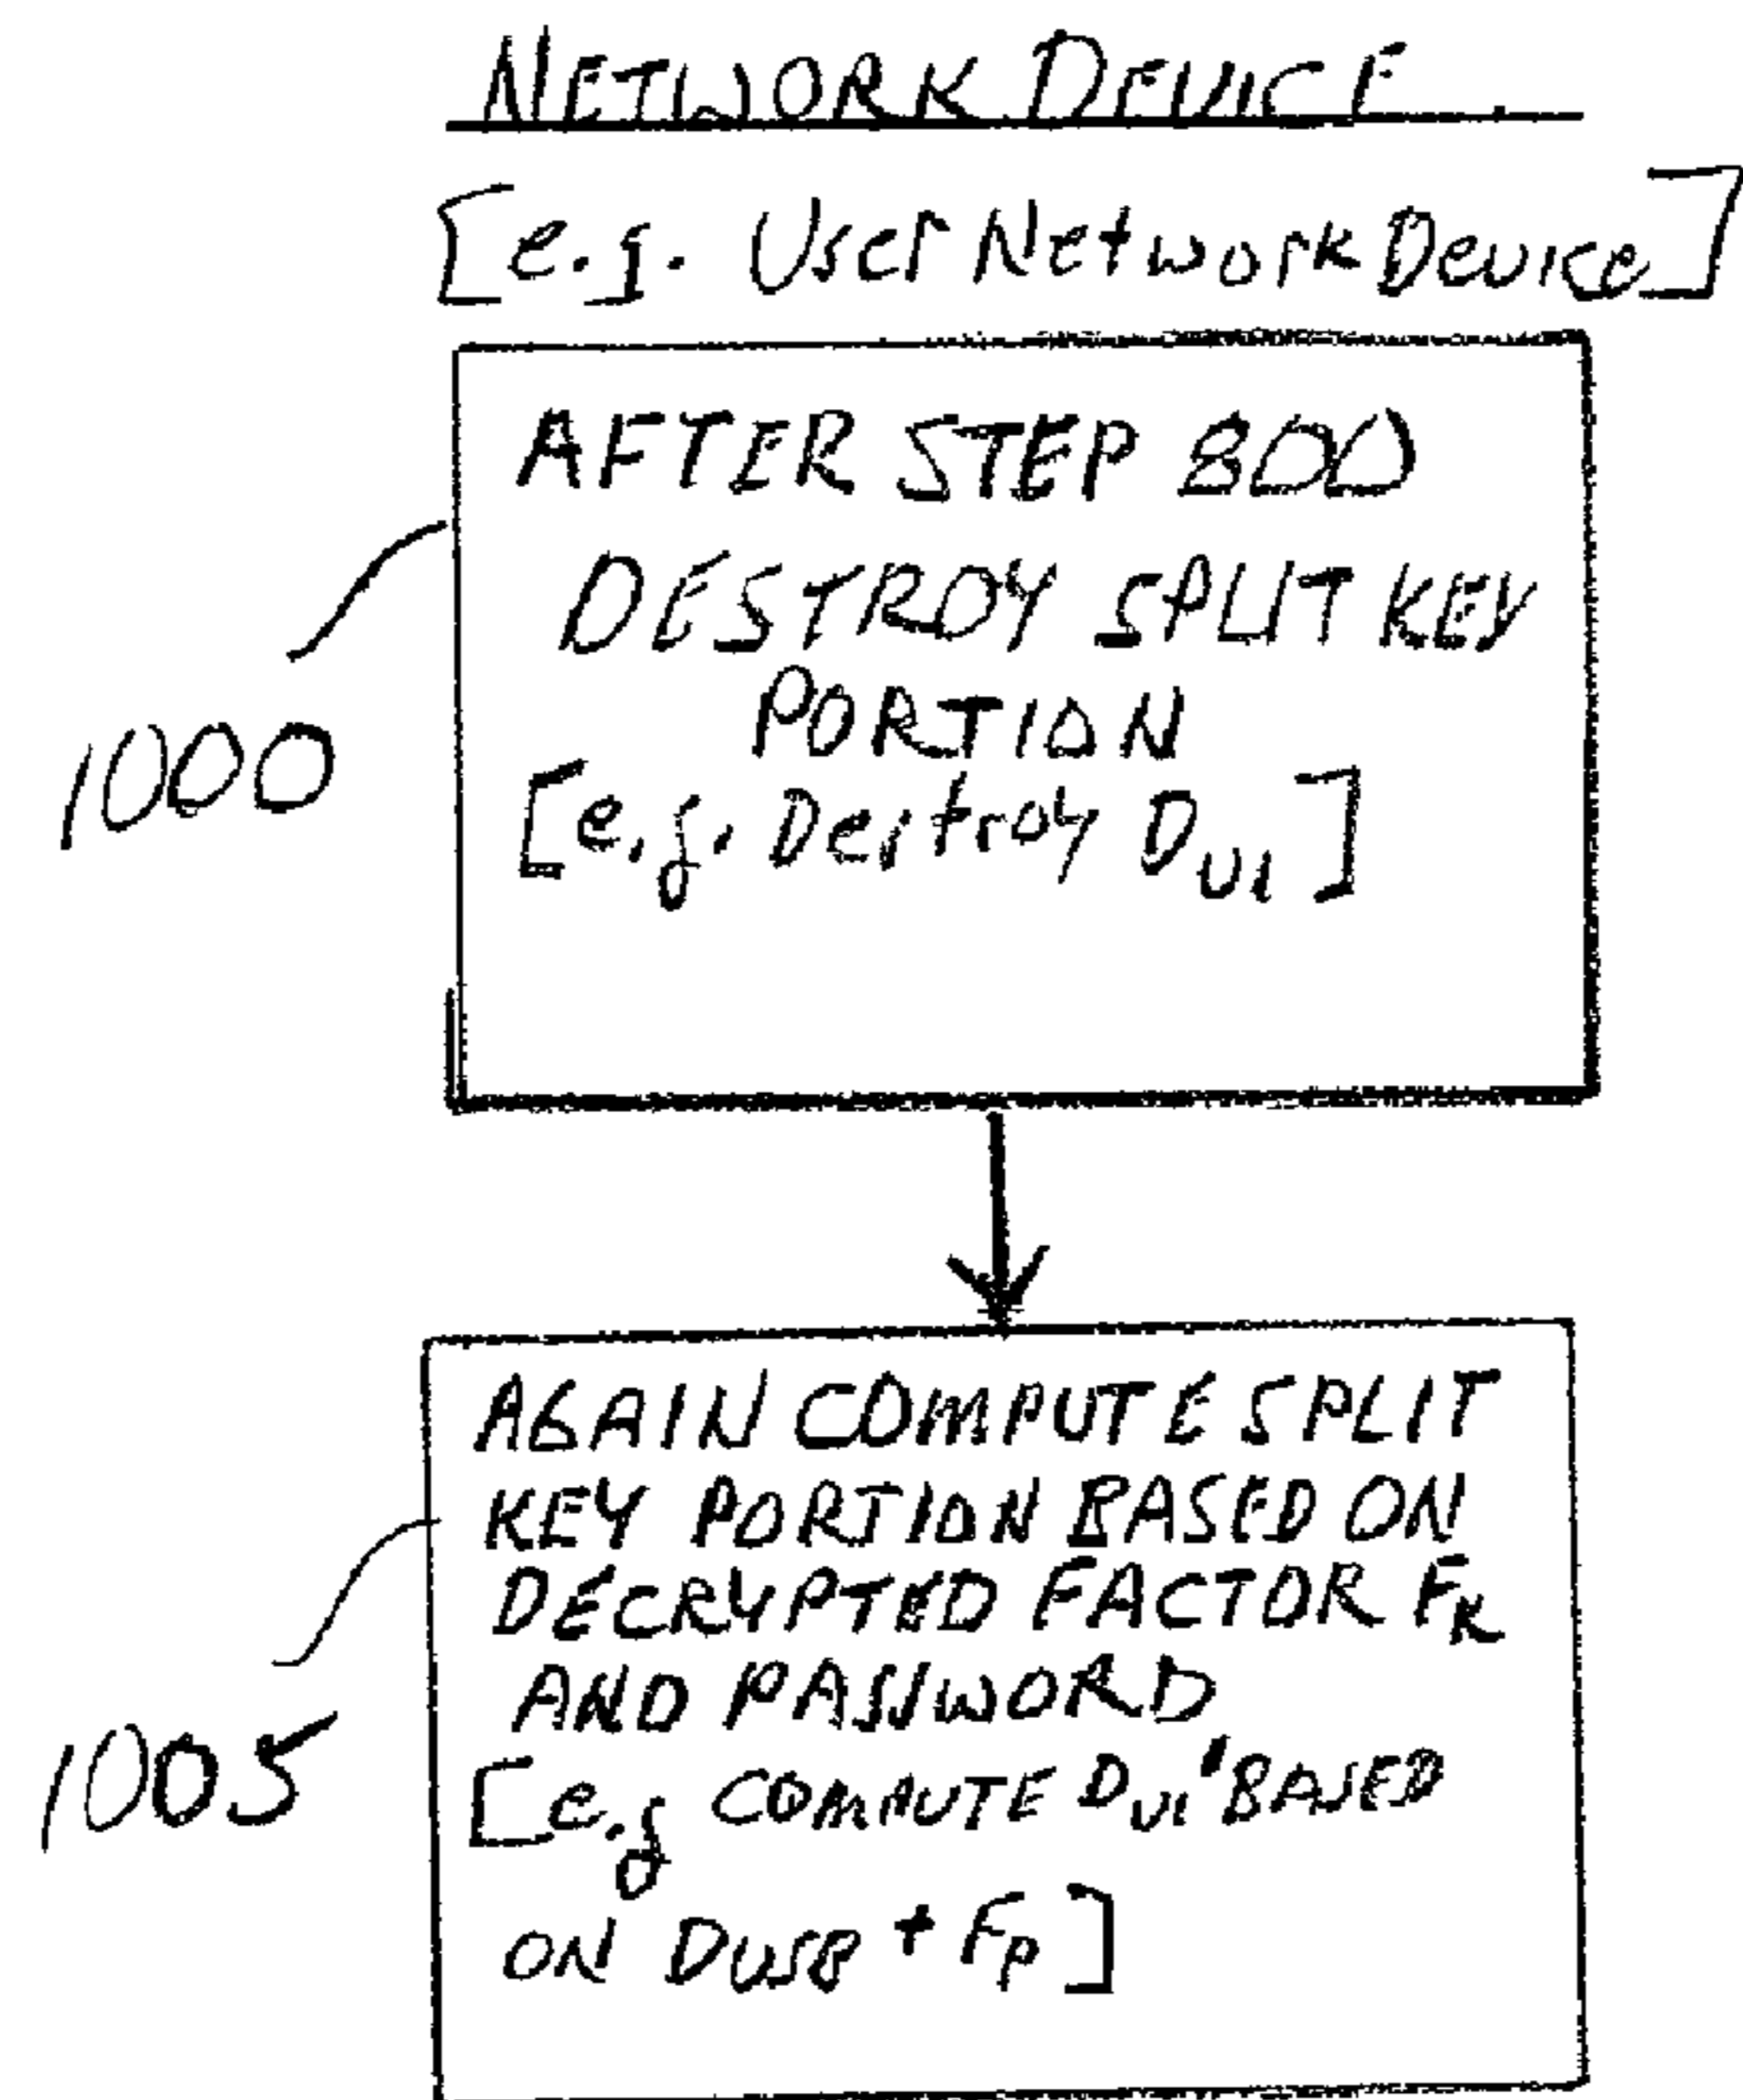 NETWORK DEVICE
[e.g. User Network Device]
AFTER STEP 800
DESTROY SPLIT KEY
PORTION
[e.g. Destroy D_U1]
1000
AGAIN COMPUTE SPLIT
KEY PORTION BASED ON
DECRYPTED FACTOR F_K
AND PASSWORD
[e.g COMPUTE D_U1' BASED
ON + F_P]
1005